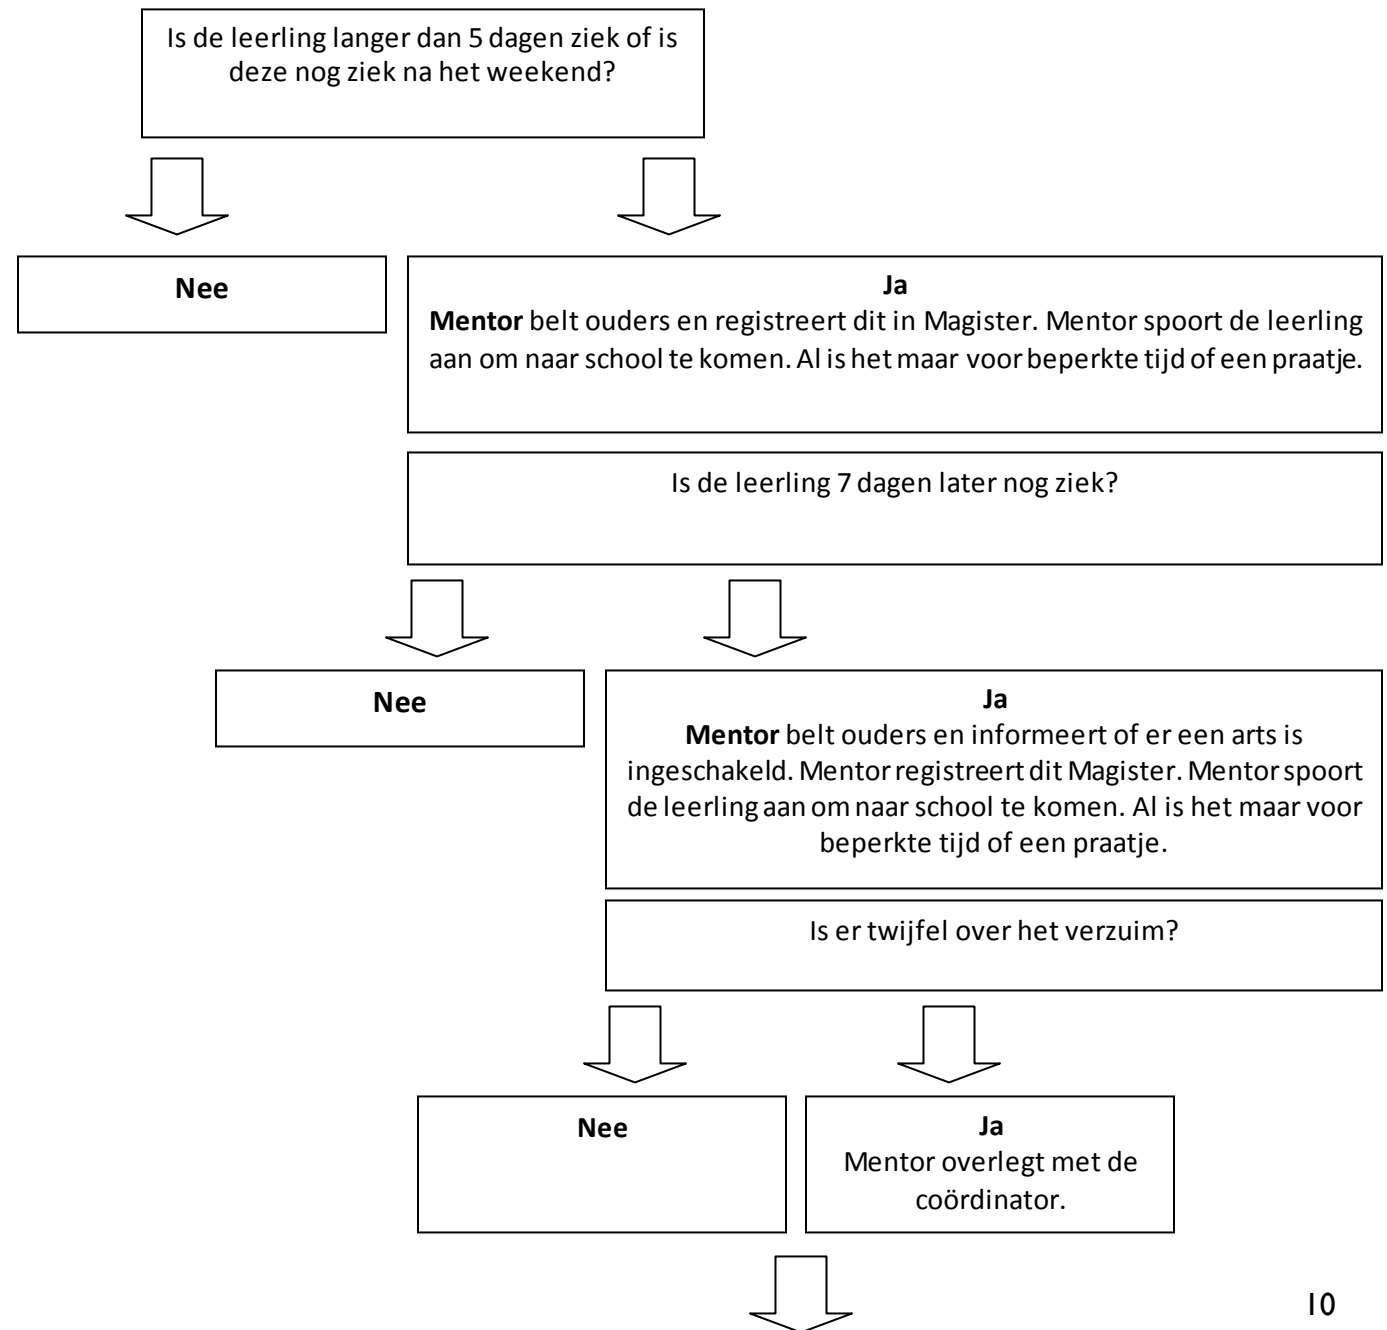 Is de leerling langer dan 5 dagen ziek of is
deze nog ziek na het weekend?
Nee
Ja
Mentor belt ouders en registreert dit in Magister. Mentor spoort de leerling
aan om naar school te komen. Al is het maar voor beperkte tijd of een praatje.
Is de leerling 7 dagen later nog ziek?
Nee
Ja
Mentor belt ouders en informeert of er een arts is
ingeschakeld. Mentor registreert dit Magister. Mentor spoort
de leerling aan om naar school te komen. Al is het maar voor
beperkte tijd of een praatje.
Is er twijfel over het verzuim?
Nee
Ja
Mentor overlegt met de
coördinator.
10